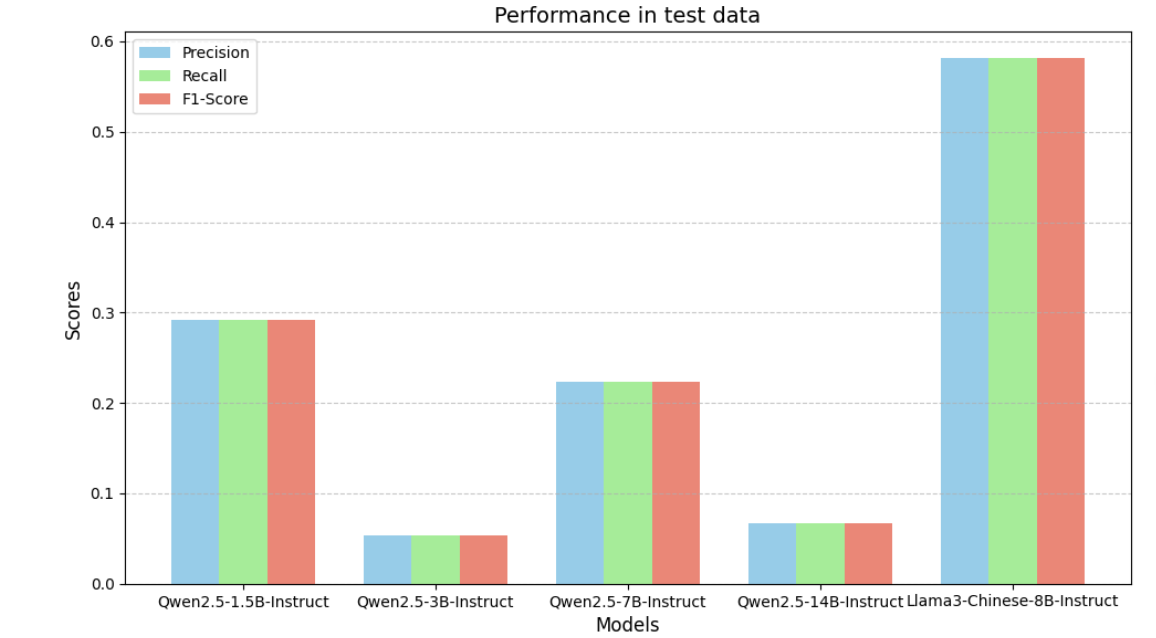 Performance in test data
Precision
Recall
F1-Score
0.6
0.5
0.4
0.3
0.2
0.1
0.0
Scores
Qwen2.5-1.5B-Instruct Qwen2.5-3B-Instruct Qwen2.5-7B-Instruct Qwen2.5-14B-Instruct Llama3-Chinese-8B-Instruct
Models